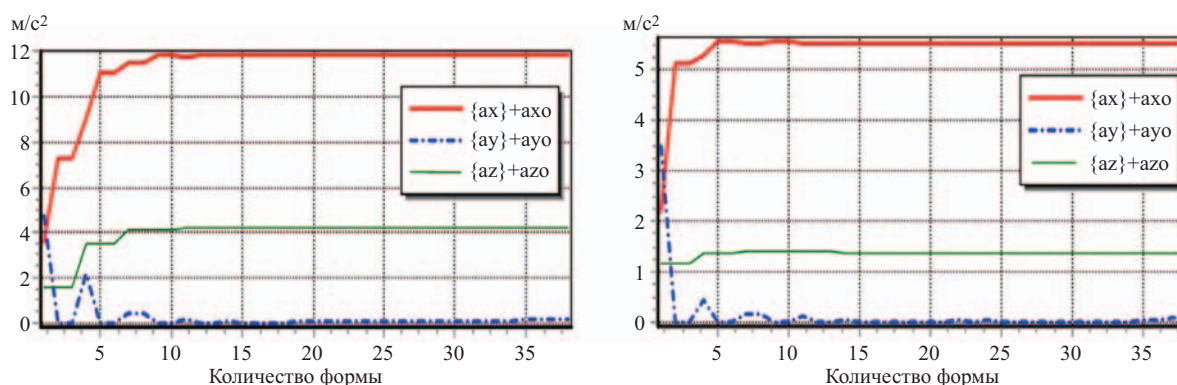 м/с²
12
10
8
6
4
2
0
{ax}+axo
{ay}+ayo
{az}+azo
5 10 15 20 25 30 35
Количество формы
м/с²
5
4
3
2
1
0
{ax}+axo
{ay}+ayo
{az}+azo
5 10 15 20 25 30 35
Количество формы